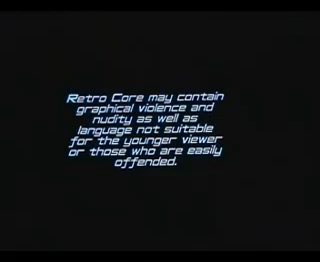 Retro Core may contain
graphical violence and
nudity as well as
language not suitable
for the younger viewer
or those who are easily
offended.